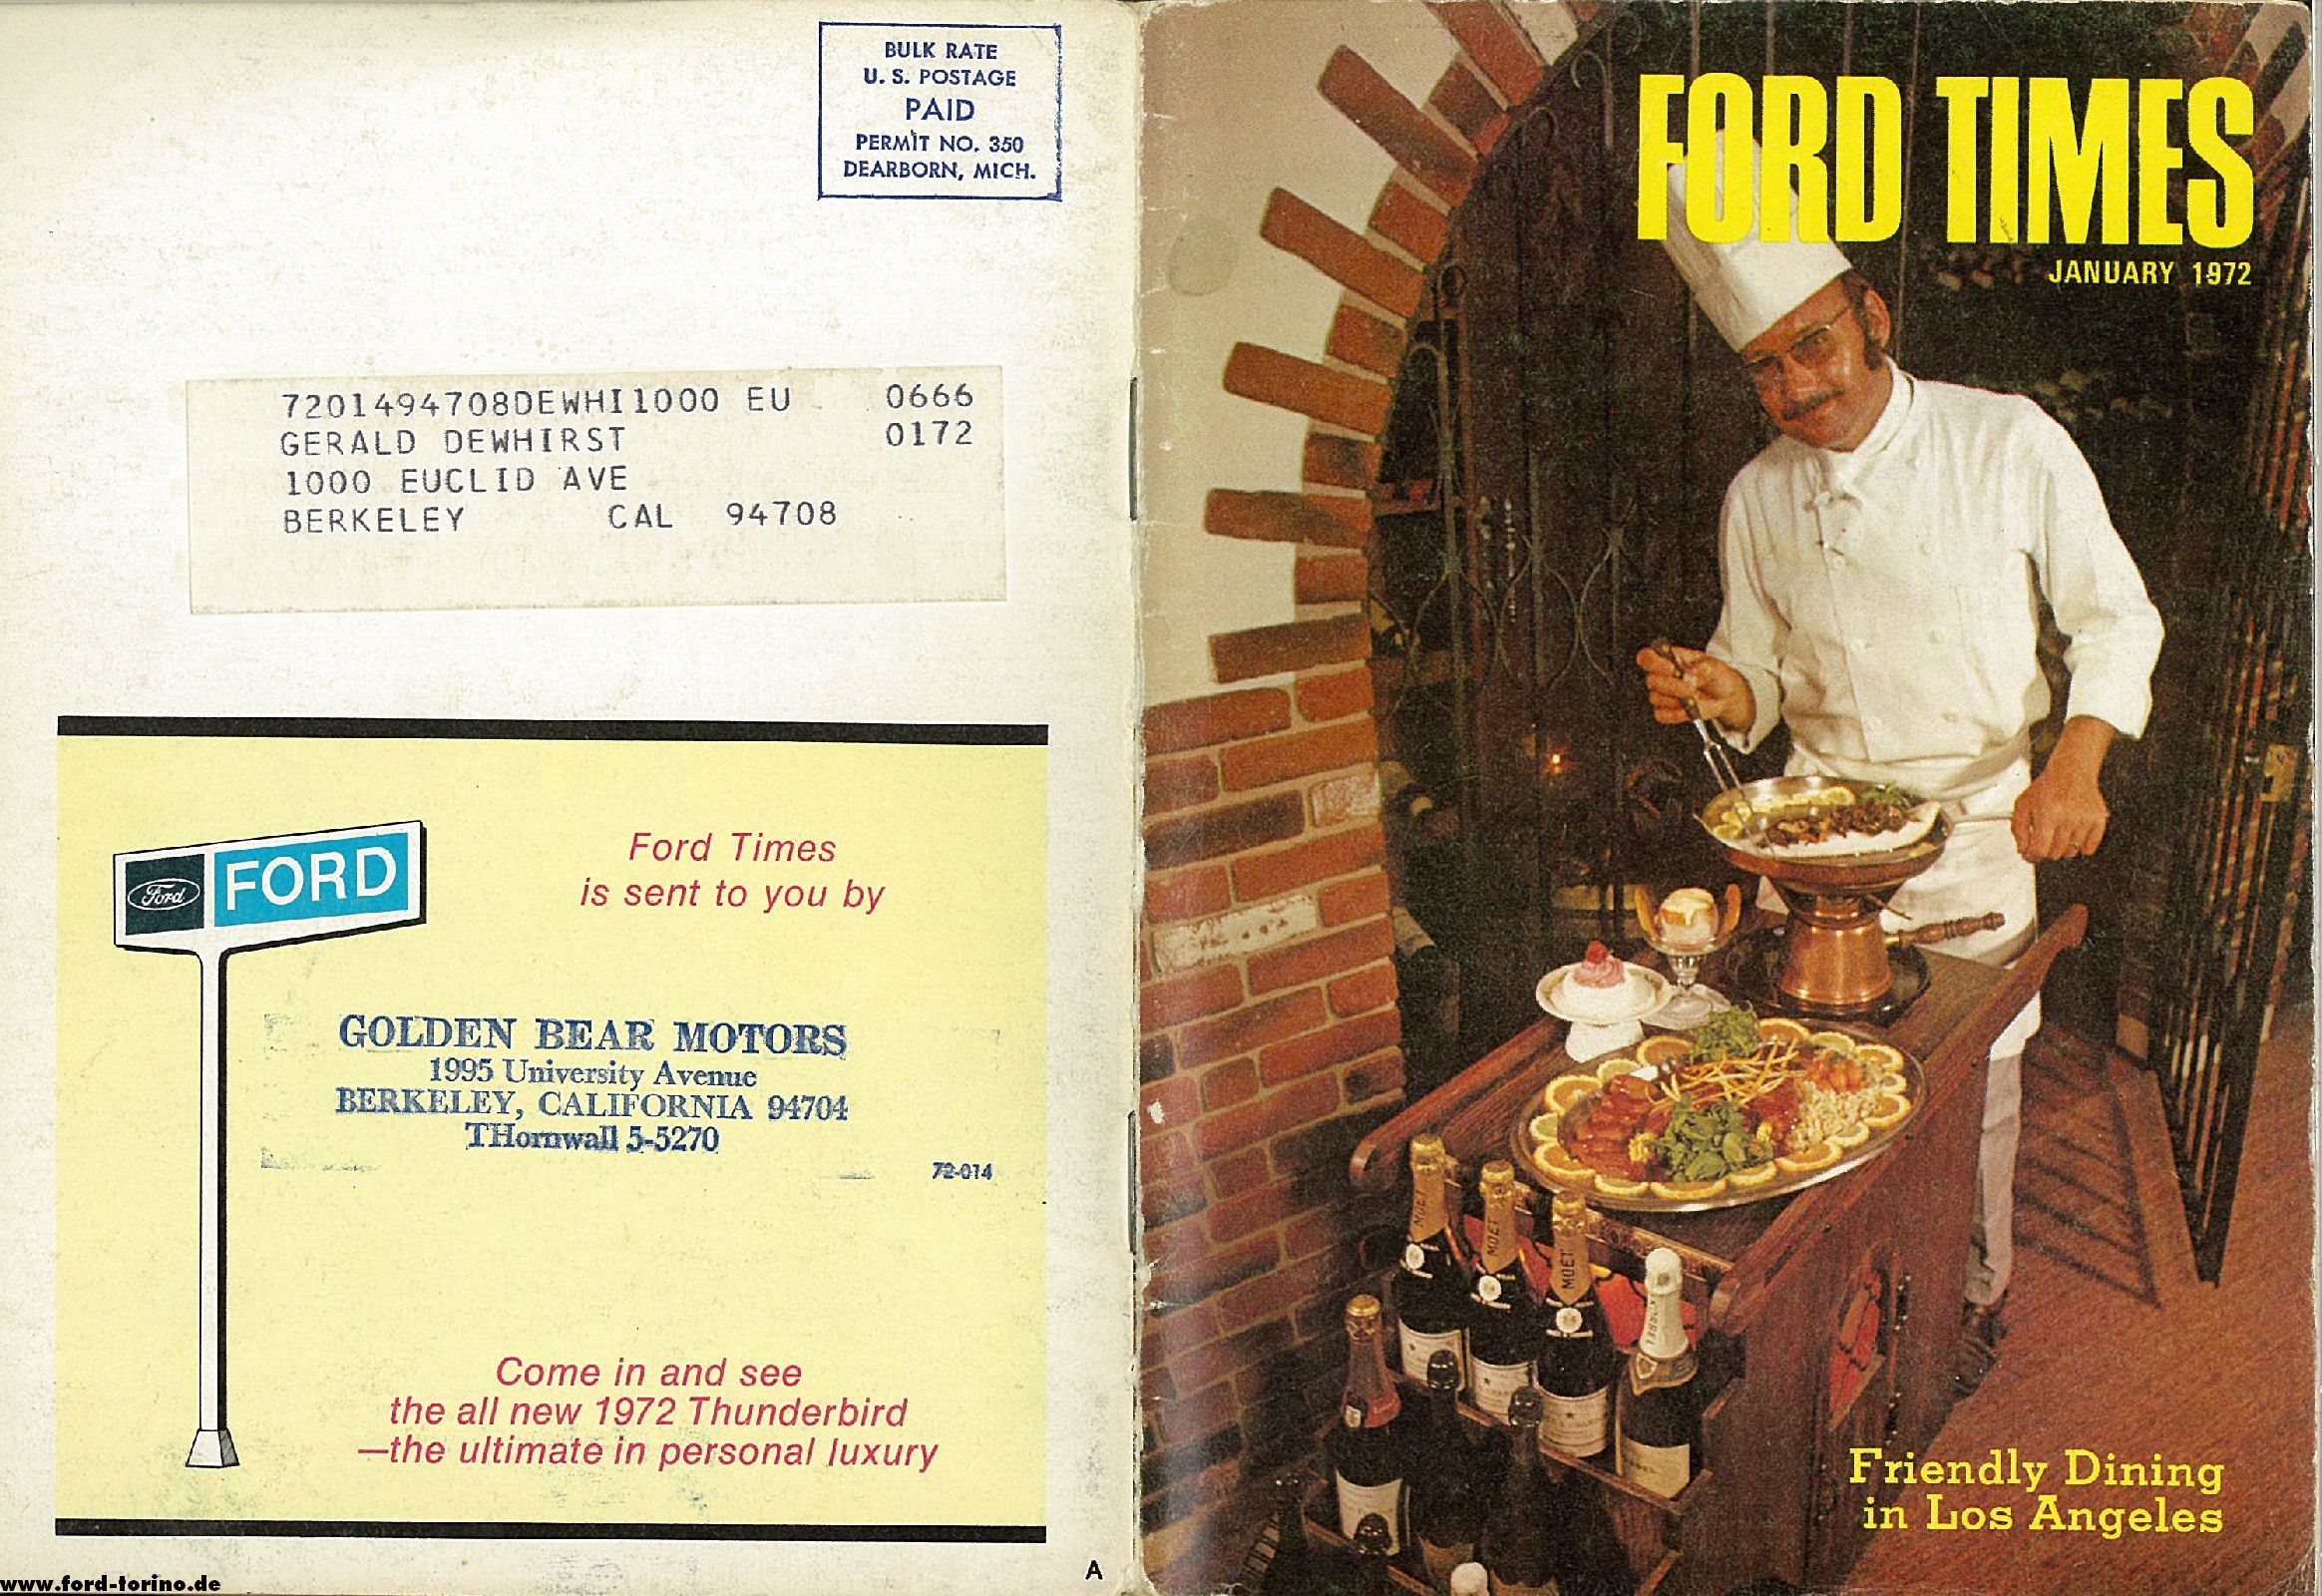 BULK RATE
U. S. POSTAGE
PAID
PERMIT NO. 350
DEARBORN, MICH.
7201494708DEWHI1000 EU 0666
GERALD DEWHIRST 0172
1000 EUCLID AVE
BERKELEY CAL 94708
Ford FORD
Ford Times
is sent to you by
GOLDEN BEAR MOTORS
1995 University Avenue
BERKELEY, CALIFORNIA 94704
THornwall 5-5270
72-014
Come in and see
the all new 1972 Thunderbird
—the ultimate in personal luxury
A
www.ford-torino.de
FORD TIMES
JANUARY 1972
MOET
MOET
MOET
Friendly Dining
in Los Angeles